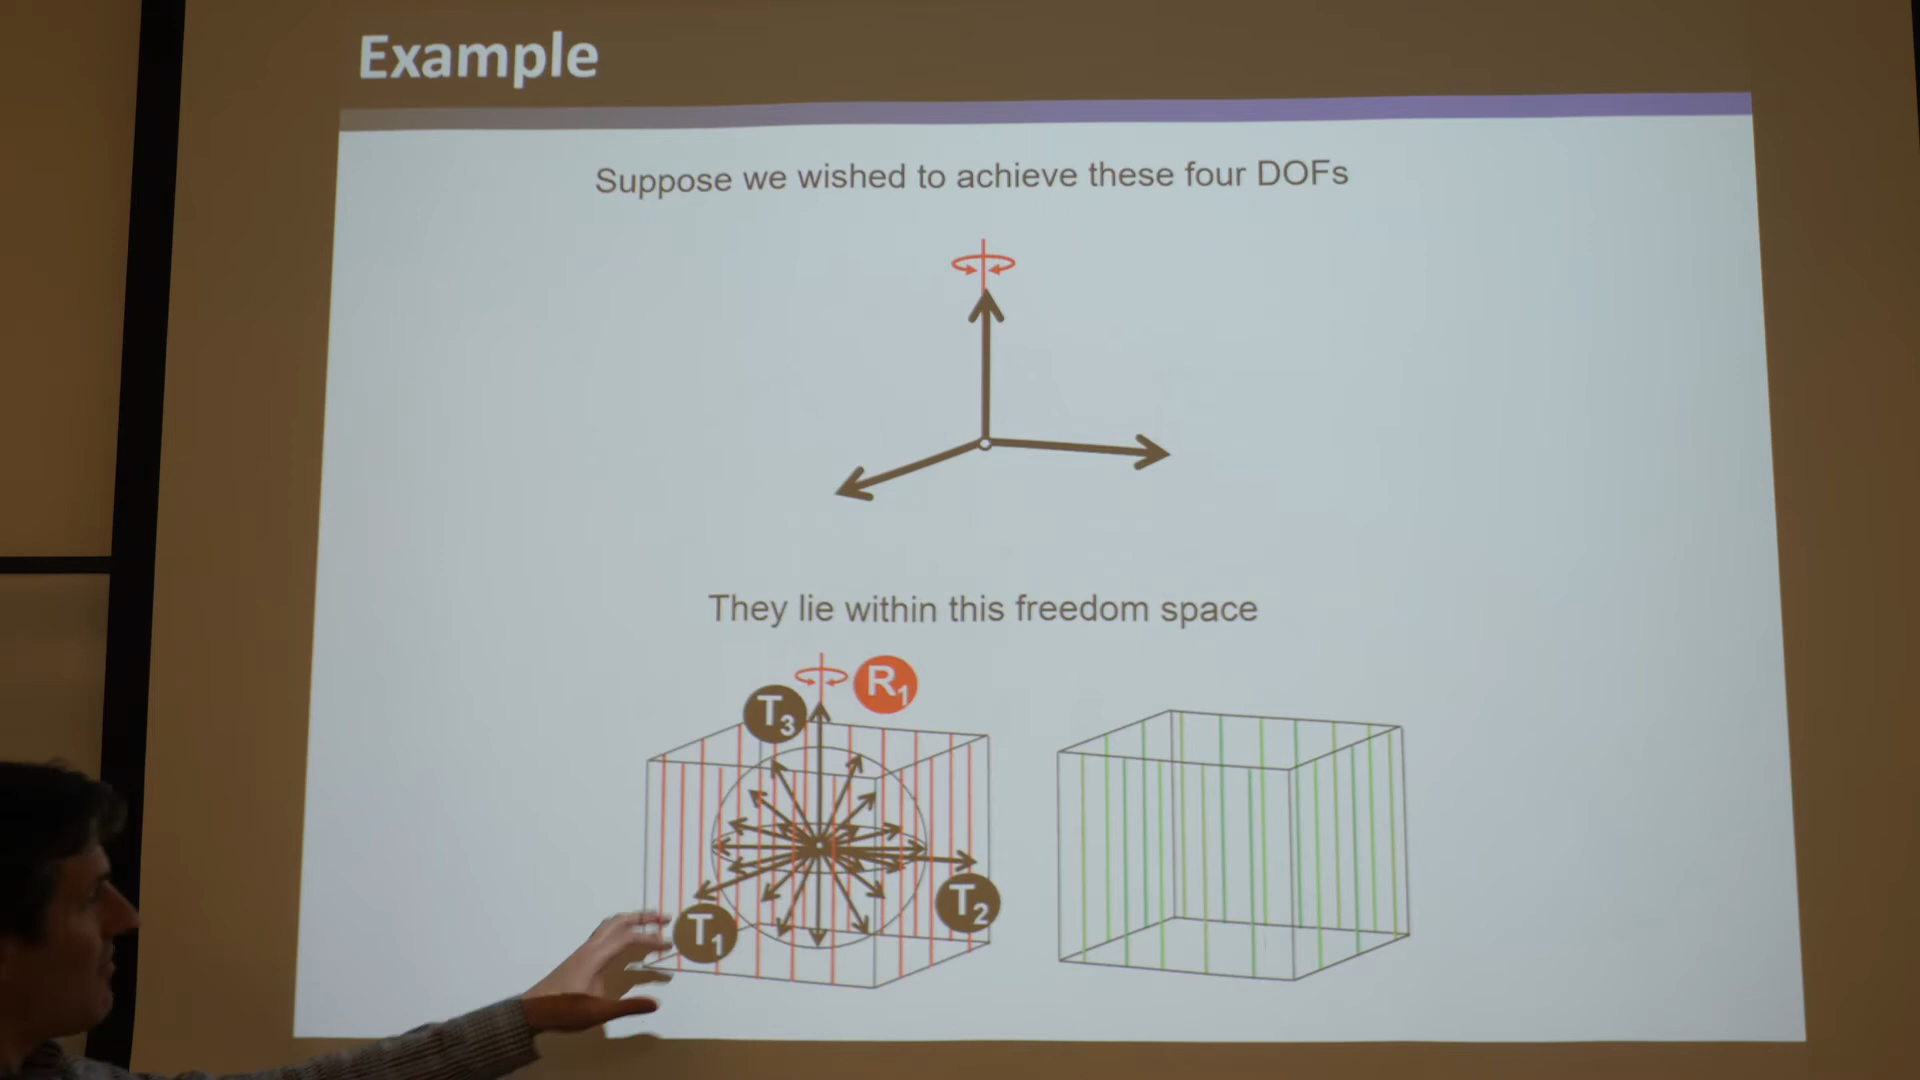 Example
Suppose we wished to achieve these four DOFs
They lie within this freedom space
R1
T3
T2
T1